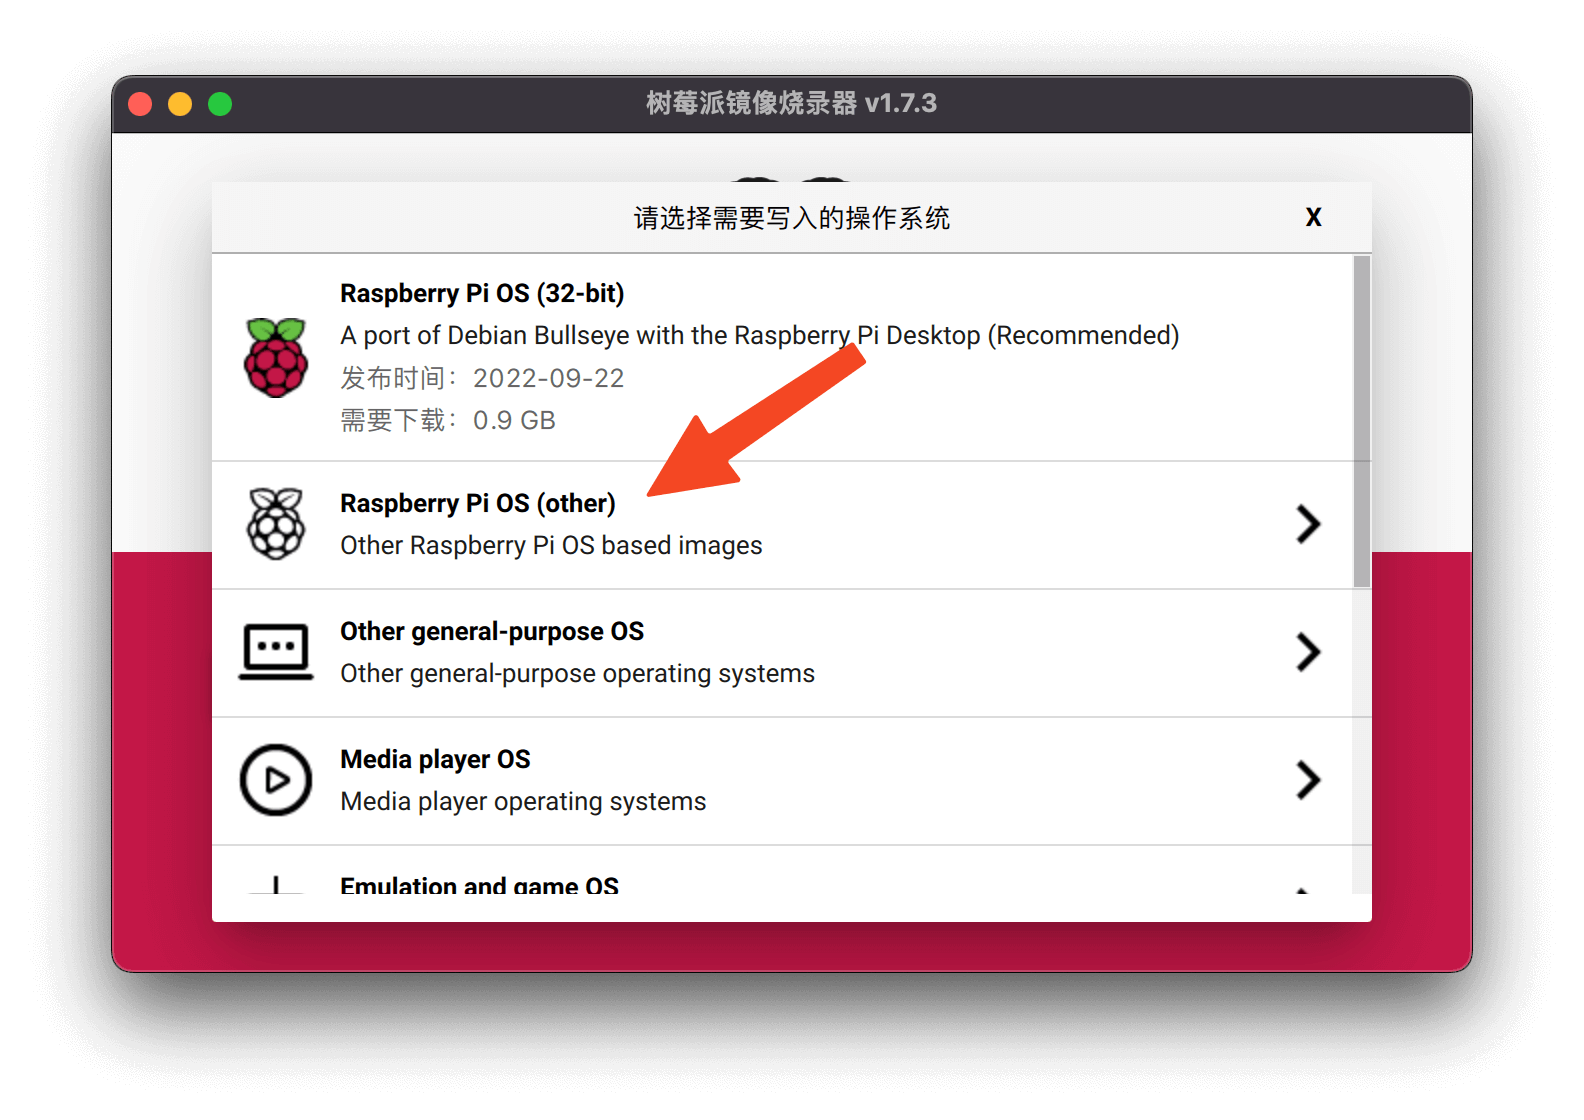 树莓派镜像烧录器 v1.7.3
请选择需要写入的操作系统
X
Raspberry Pi OS (32-bit)
A port of Debian Bullseye with the Raspberry Pi Desktop (Recommended)
发布时间：2022-09-22
需要下载：0.9 GB
Raspberry Pi OS (other)
Other Raspberry Pi OS based images
Other general-purpose OS
Other general-purpose operating systems
Media player OS
Media player operating systems
Emulation and game OS